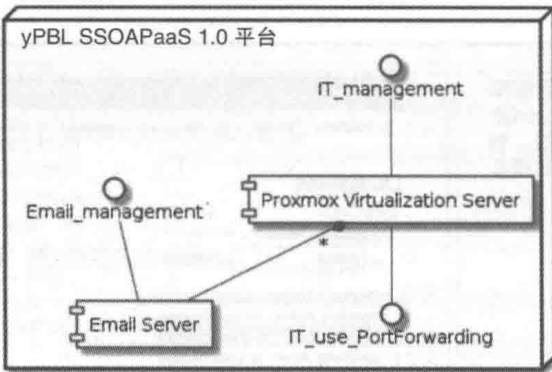 yPBL SSOAPaaS 1.0 平台
IT_management
Email_management
Proxmox Virtualization Server
*
Email Server
IT_use_PortForwarding